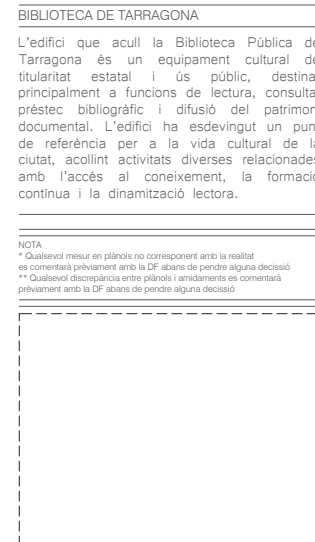 BIBLIOTECA DE TARRAGONA
L'edifici que acull la Biblioteca Pública de
Tarragona és un equipament cultural de
titularitat estatal i ús públic, destina
principalment a funcions de lectura, consulta
préstec bibliogràfic i difusió del patrimon
documental. L'edifici ha esdevingut un pun
de referència per a la vida cultural de la
ciutat, acollint activitats diverses relacionades
amb l'accés al coneixement, la formació
contínua i la dinamització lectora.
NOTA
* Qualsevol mesur en plànols no corresponent amb la realitat
es comentarà prèviament amb la DF abans de pendre alguna decissió
** Qualsevol discrepància entre plànols i amidaments es comentarà
prèviament amb la DF abans de pendre alguna decissió